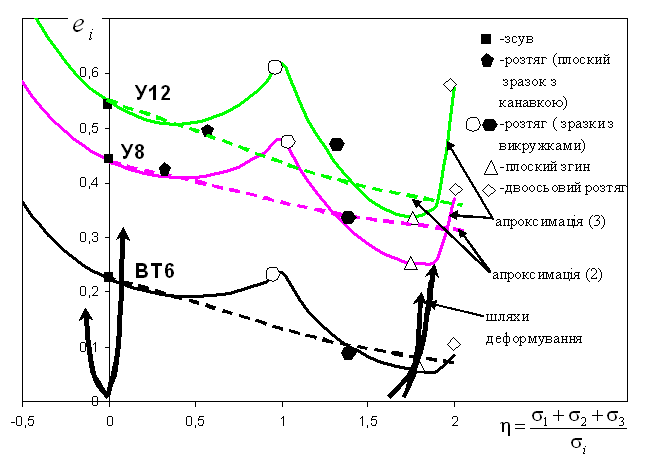 e i
-зсув
-розтяг (плоский
зразок з
канавкою)
-розтяг ( зразки з
викружками)
-плоский згин
-двоосьовий розтяг
апроксимація (3)
апроксимація (2)
шляхи
деформування
У12
У8
ВТ6
0,6
0,5
0,4
0,3
0,2
0,1
0
-0,5
0
0,5
1
1,5
2
η = σ1 + σ2 + σ3
σi